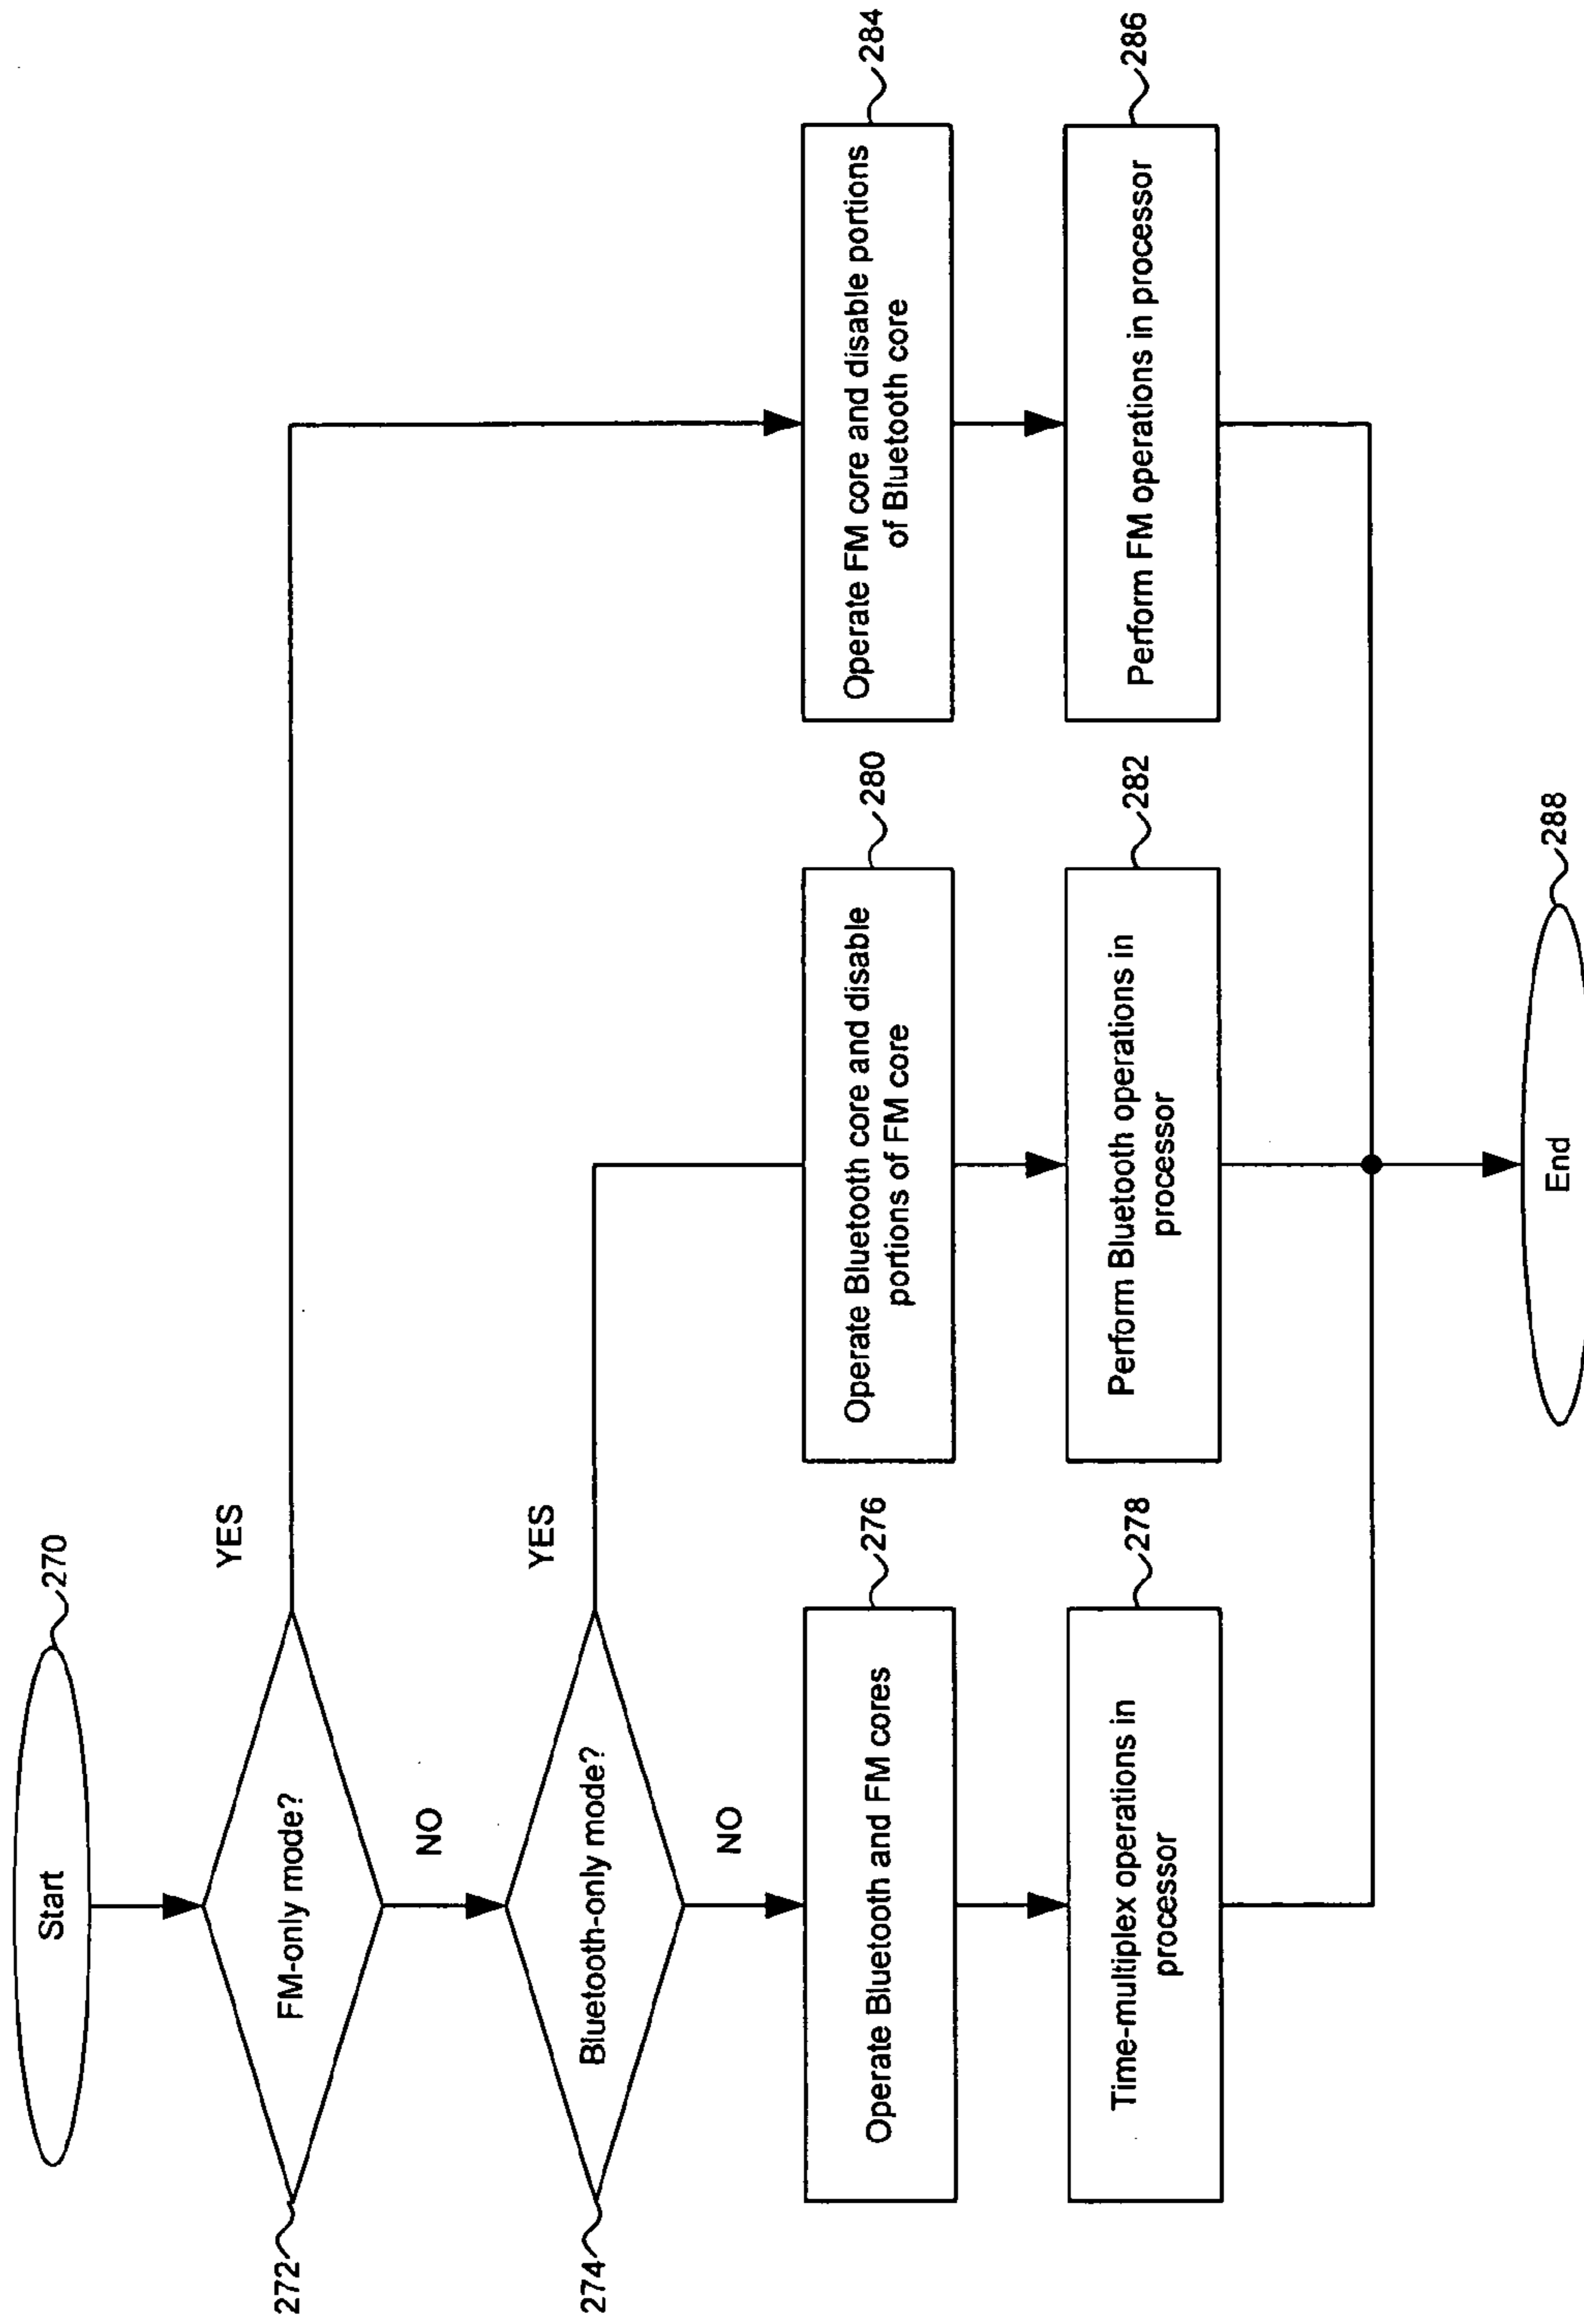 Start
270
FM-only mode?
272
YES
NO
Bluetooth-only mode?
274
YES
NO
Operate Bluetooth and FM cores
276
Operate Bluetooth core and disable
portions of FM core
280
Operate FM core and disable portions
of Bluetooth core
284
Time-multiplex operations in
processor
278
Perform Bluetooth operations in
processor
282
Perform FM operations in processor
286
End
288